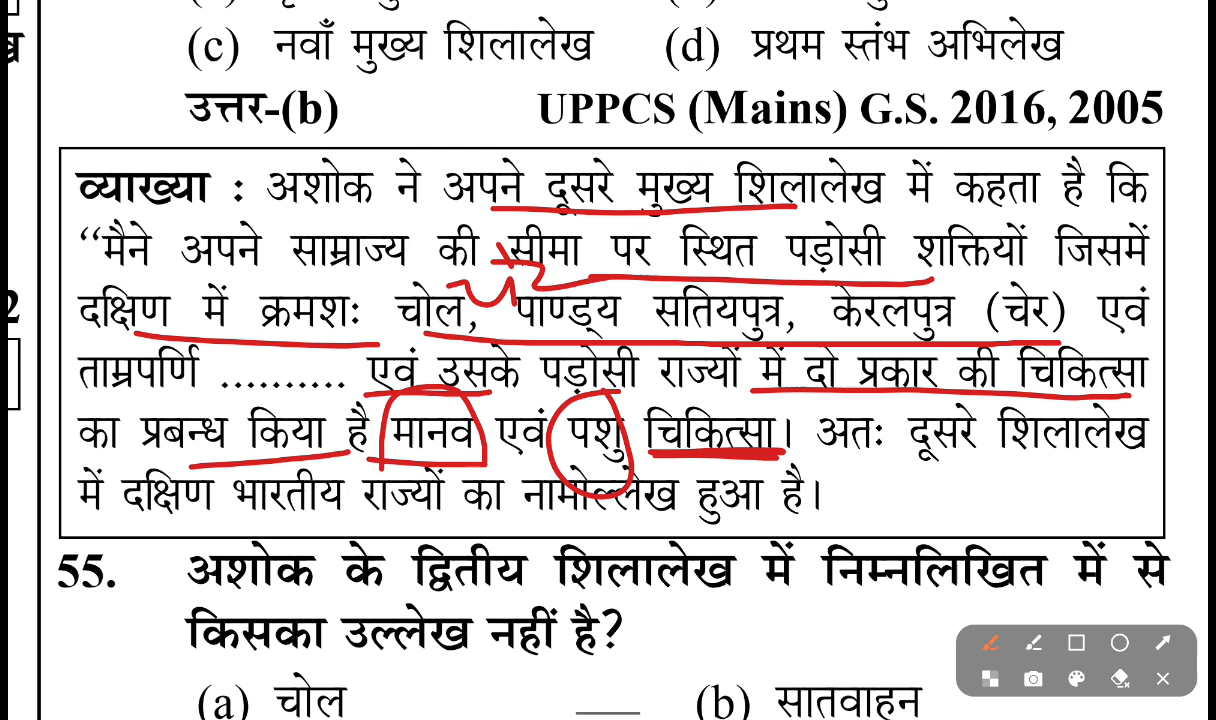 (c) नवाँ मुख्य शिलालेख (d) प्रथम स्तंभ अभिलेख
उत्तर-(b) UPPCS (Mains) G.S. 2016, 2005
व्याख्या : अशोक ने अपने दूसरे मुख्य शिलालेख में कहता है कि
“मैने अपने साम्राज्य की सीमा पर स्थित पड़ोसी शक्तियों जिसमें
दक्षिण में क्रमशः चोल, पाण्ड्य सतियपुत्र, केरलपुत्र (चेर) एवं
ताम्रपर्णि .......... एवं उसके पड़ोसी राज्यों में दो प्रकार की चिकित्सा
का प्रबन्ध किया है मानव एवं पशु चिकित्सा। अतः दूसरे शिलालेख
में दक्षिण भारतीय राज्यों का नामोल्लेख हुआ है।
55. अशोक के द्वितीय शिलालेख में निम्नलिखित में से
किसका उल्लेख नहीं है?
(a) चोल (b) सातवाहन